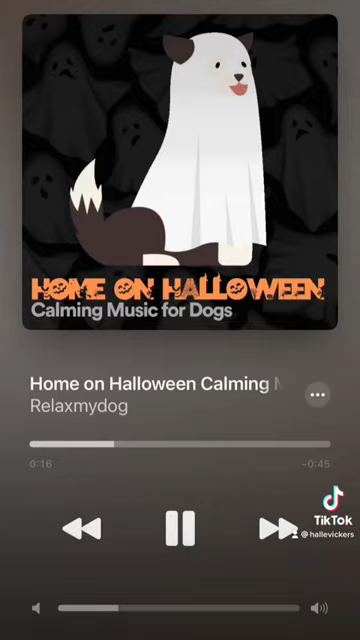 HOME ON HALLOWEEN
Calming Music for Dogs
Home on Halloween Calming
Relaxmydog
0:16
-0:45
TikTok
@hallevickers